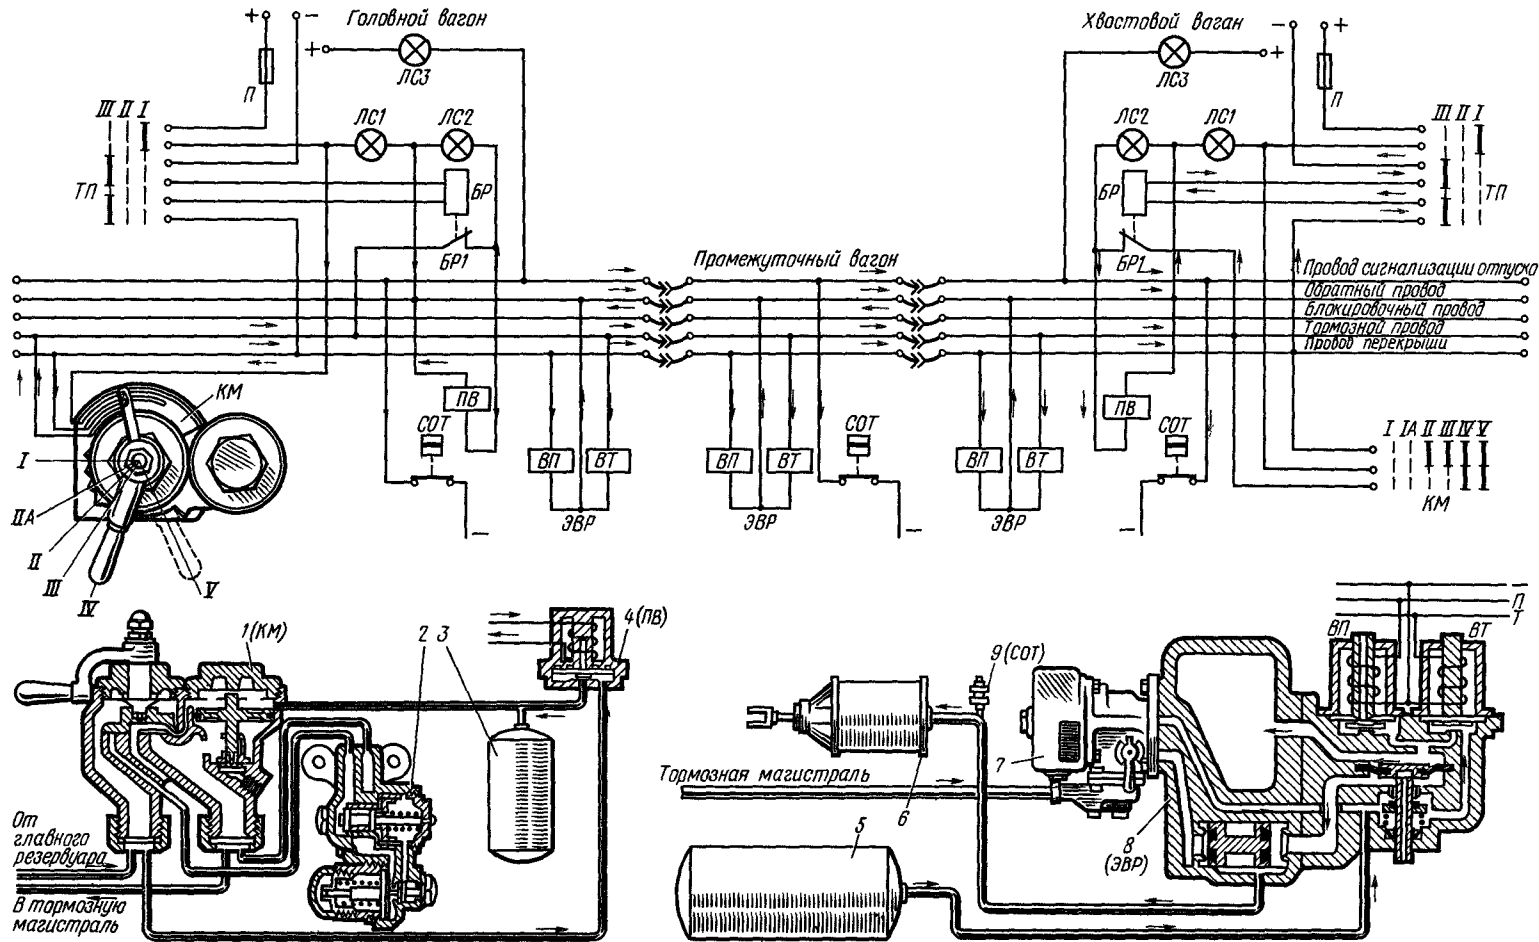 +
−
Головной вагон
+
ЛС3
П
III II I
ЛС1
ЛС2
ТП
БР
БР1
Хвостовой вагон
−
+
+
ЛС3
П
III II I
ЛС2
ЛС1
БР
ТП
БР1
Промежуточный вагон
Провод сигнализации отпуска
Обратный провод
Блокировочный провод
Тормозной провод
Провод перекрыши
КМ
I
IIА
II
III
IV
V
ПВ
СОТ
ВП
ВТ
ЭВР
−
ВП
ВТ
ЭВР
СОТ
−
ВП
ВТ
ЭВР
ПВ
СОТ
−
I IА II III IV V
КМ
1(КМ)
2
3
4(ПВ)
От
главного
резервуара
В тормозную
магистраль
9(СОТ)
Тормозная магистраль
5
6
7
8
(ЭВР)
−
П
Т
ВП
ВТ